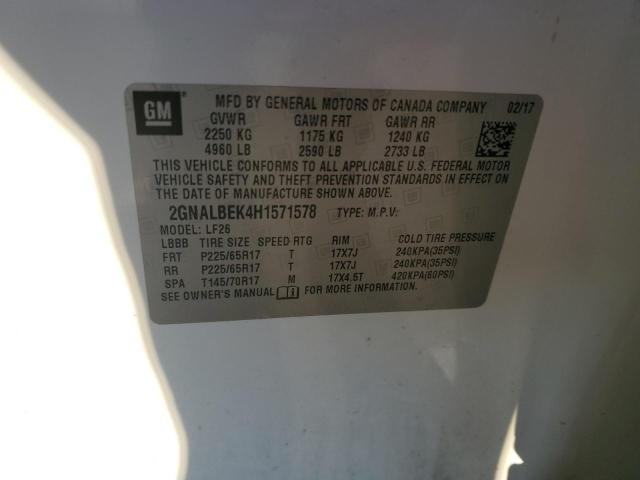 GM
MFD BY GENERAL MOTORS OF CANADA COMPANY 02/17
GVWR GAWR FRT GAWR RR
2250 KG 1175 KG 1240 KG
4960 LB 2590 LB 2733 LB
THIS VEHICLE CONFORMS TO ALL APPLICABLE U.S. FEDERAL MOTOR
VEHICLE SAFETY AND THEFT PREVENTION STANDARDS IN EFFECT ON
THE DATE OF MANUFACTURE SHOWN ABOVE.
2GNALBEK4H1571578 TYPE: M.P.V.
MODEL: LF26
LBBB TIRE SIZE SPEED RTG RIM COLD TIRE PRESSURE
FRT P225/65R17 T 17X7J 240KPA(35PSI)
RR P225/65R17 T 17X7J 240KPA(35PSI)
SPA T145/70R17 M 17X4.5T 420KPA(60PSI)
SEE OWNER'S MANUAL FOR MORE INFORMATION.